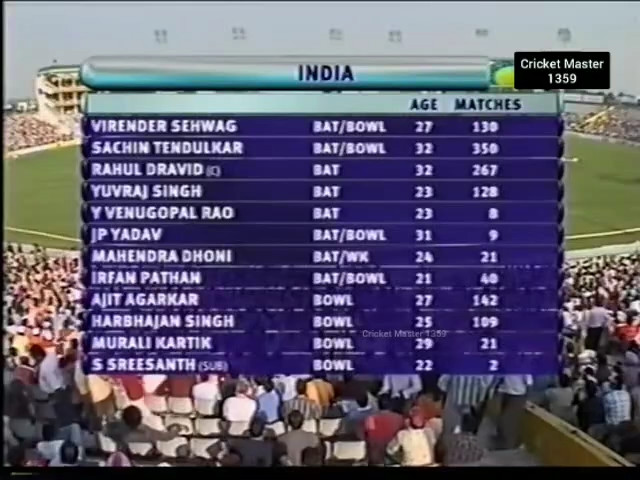 Cricket Master
1359
INDIA
AGE MATCHES
VIRENDER SEHWAG BAT/BOWL 27 130
SACHIN TENDULKAR BAT/BOWL 32 350
RAHUL DRAVID (C) BAT 32 267
YUVRAJ SINGH BAT 23 128
Y VENUGOPAL RAO BAT 23 8
JP YADAV BAT/BOWL 31 9
MAHENDRA DHONI BAT/WK 24 21
IRFAN PATHAN BAT/BOWL 21 40
AJIT AGARKAR BOWL 27 142
HARBHAJAN SINGH BOWL 25 109
Cricket Master 1359
MURALI KARTIK BOWL 29 21
S SREESANTH (SUB) BOWL 22 2